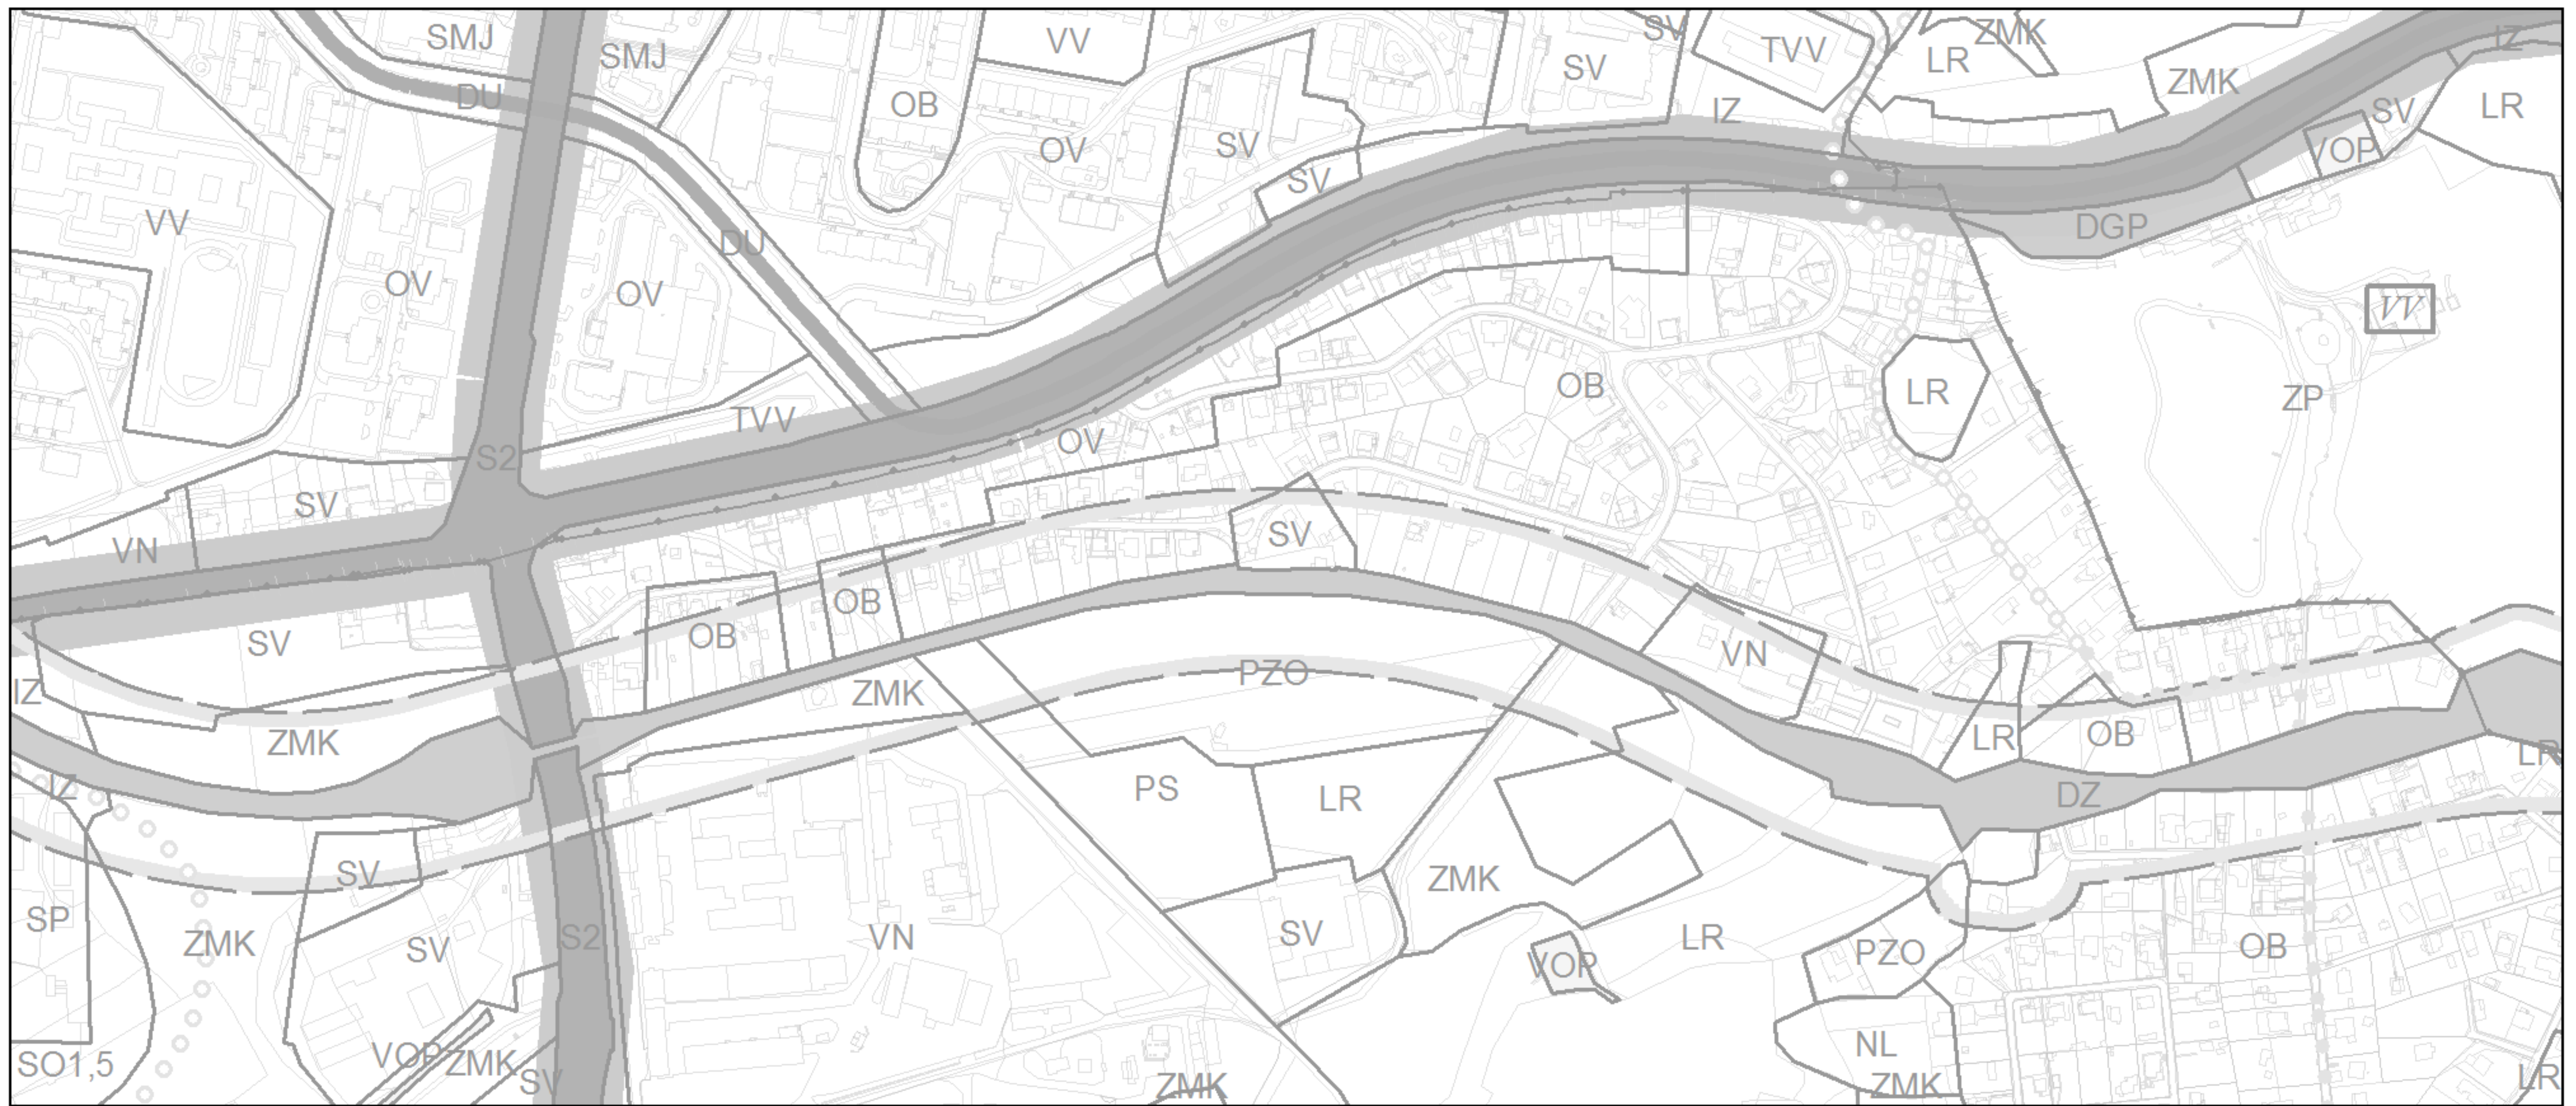 SMJ
SMJ
VV
SV
TVV
LR
ZMK
IZ
SV
ZMK
DU
OB
IZ
SV
LR
OV
SV
VOP
SV
VV
DGP
DU
OV
OV
VV
OB
LR
ZP
TVV
OV
S2
SV
SV
VN
OB
OB
SV
VN
IZ
ZMK
PZO
ZMK
LR
OB
LR
IZ
PS
LR
DZ
SV
ZMK
SP
ZMK
SV
S2
VN
SV
VOP
LR
PZO
OB
SO1,5
VOP
ZMK
SV
ZMK
NL
ZMK
LR